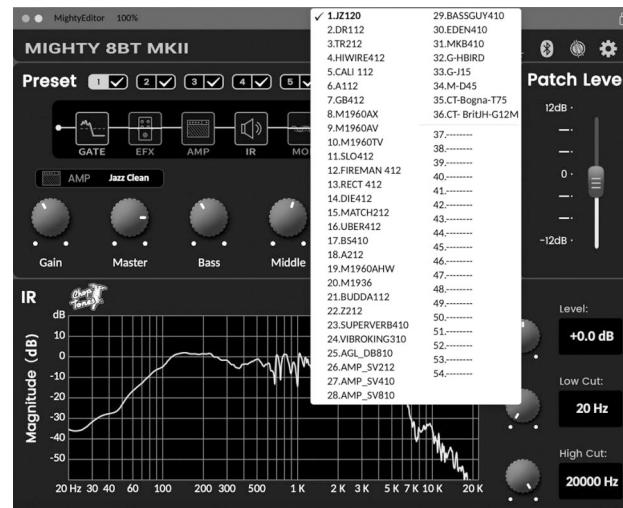 MightyEditor 100%
MIGHTY 8BT MKII
Preset 1 2 3 4 5
GATE EFX AMP IR MO
AMP Jazz Clean
Gain Master Bass Middle
✓ 1.JZ120
2.DR112
3.TR212
4.HIWIRE412
5.CALI 112
6.A112
7.GB412
8.M1960AX
9.M1960AV
10.M1960TV
11.SLO412
12.FIREMAN 412
13.RECT 412
14.DIE412
15.MATCH212
16.UBER412
17.BS410
18.A212
19.M1960AHW
20.M1936
21.BUDDA112
22.Z212
23.SUPERVERB410
24.VIBROKING310
25.AGL_DB810
26.AMP_SV212
27.AMP_SV410
28.AMP_SV810
29.BASSGUY410
30.EDEN410
31.MKB410
32.G-HBIRD
33.G-J15
34.M-D45
35.CT-Bogna-T75
36.CT- BritJH-G12M
37.--------
38.--------
39.--------
40.--------
41.--------
42.--------
43.--------
44.--------
45.--------
46.--------
47.--------
48.--------
49.--------
50.--------
51.--------
52.--------
53.--------
54.--------
Patch Leve
12dB
0
-12dB
IR Chop Tones
dB
10
0
-10
-20
-30
-40
-50
Magnitude (dB)
20 Hz 30 40 60 100 200 300 500 1 K 2 K 3 K 5 K 7 K 10 K 20 K
Level:
+0.0 dB
Low Cut:
20 Hz
High Cut:
20000 Hz